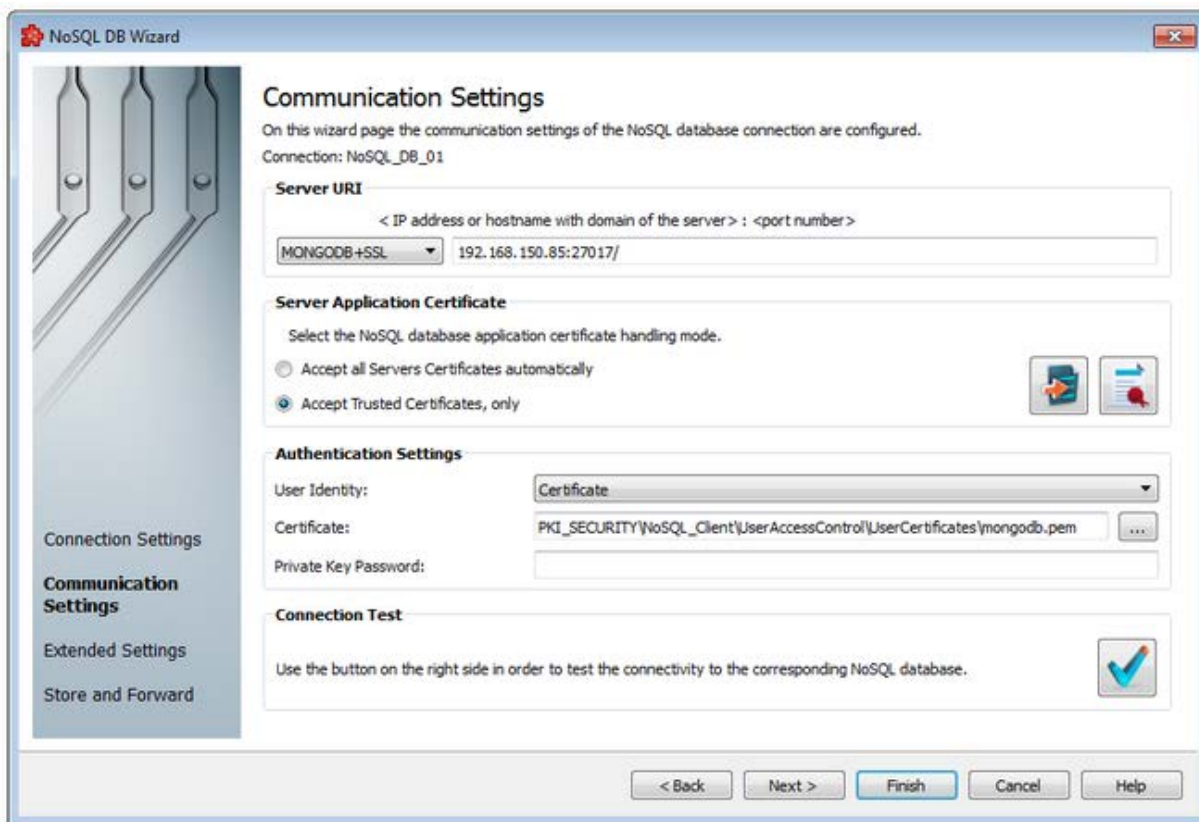 NoSQL DB Wizard
Communication Settings
On this wizard page the communication settings of the NoSQL database connection are configured.
Connection: NoSQL_DB_01
Server URI
< IP address or hostname with domain of the server> : <port number>
MONGODB+SSL 192.168.150.85:27017/
Server Application Certificate
Select the NoSQL database application certificate handling mode.
Accept all Servers Certificates automatically
Accept Trusted Certificates, only
Authentication Settings
User Identity: Certificate
Certificate: PKI_SECURITY\NoSQL_Client\UserAccessControl\UserCertificates\mongodb.pem ...
Private Key Password:
Connection Test
Use the button on the right side in order to test the connectivity to the corresponding NoSQL database.
Connection Settings
Communication
Settings
Extended Settings
Store and Forward
< Back Next > Finish Cancel Help